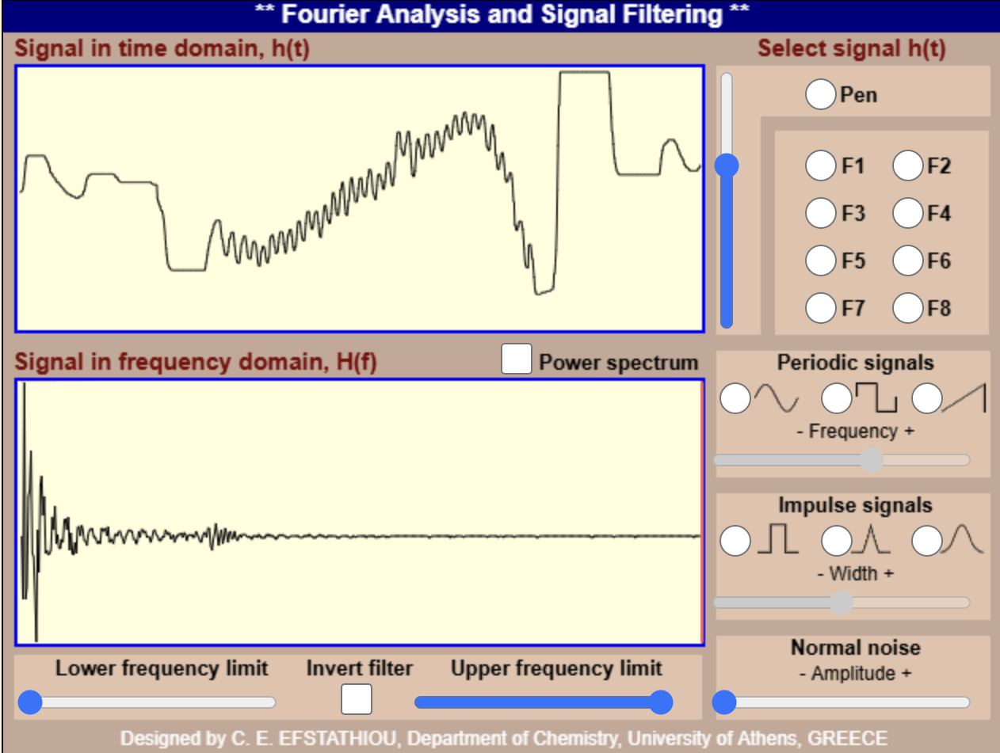 ** Fourier Analysis and Signal Filtering **
Signal in time domain, h(t)
Select signal h(t)
Pen
F1 F2
F3 F4
F5 F6
F7 F8
Signal in frequency domain, H(f)
Power spectrum
Periodic signals
- Frequency +
Impulse signals
- Width +
Normal noise
- Amplitude +
Lower frequency limit
Invert filter
Upper frequency limit
Designed by C. E. EFSTATHIOU, Department of Chemistry, University of Athens, GREECE